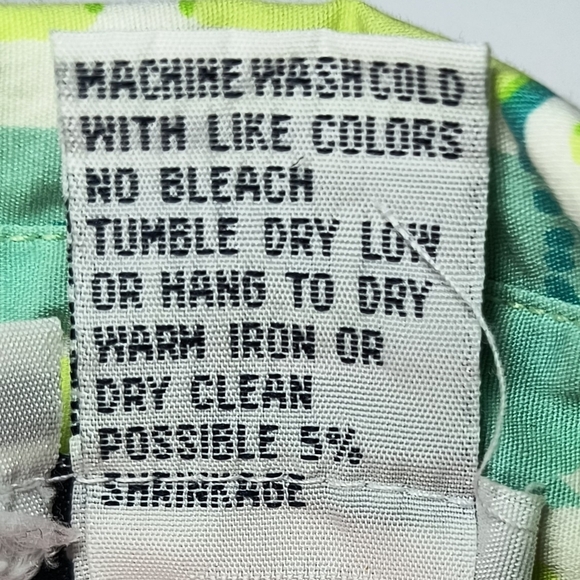 MACHINE WASH COLD
WITH LIKE COLORS
NO BLEACH
TUMBLE DRY LOW
OR HANG TO DRY
WARM IRON OR
DRY CLEAN
POSSIBLE 5%
SHRINKAGE